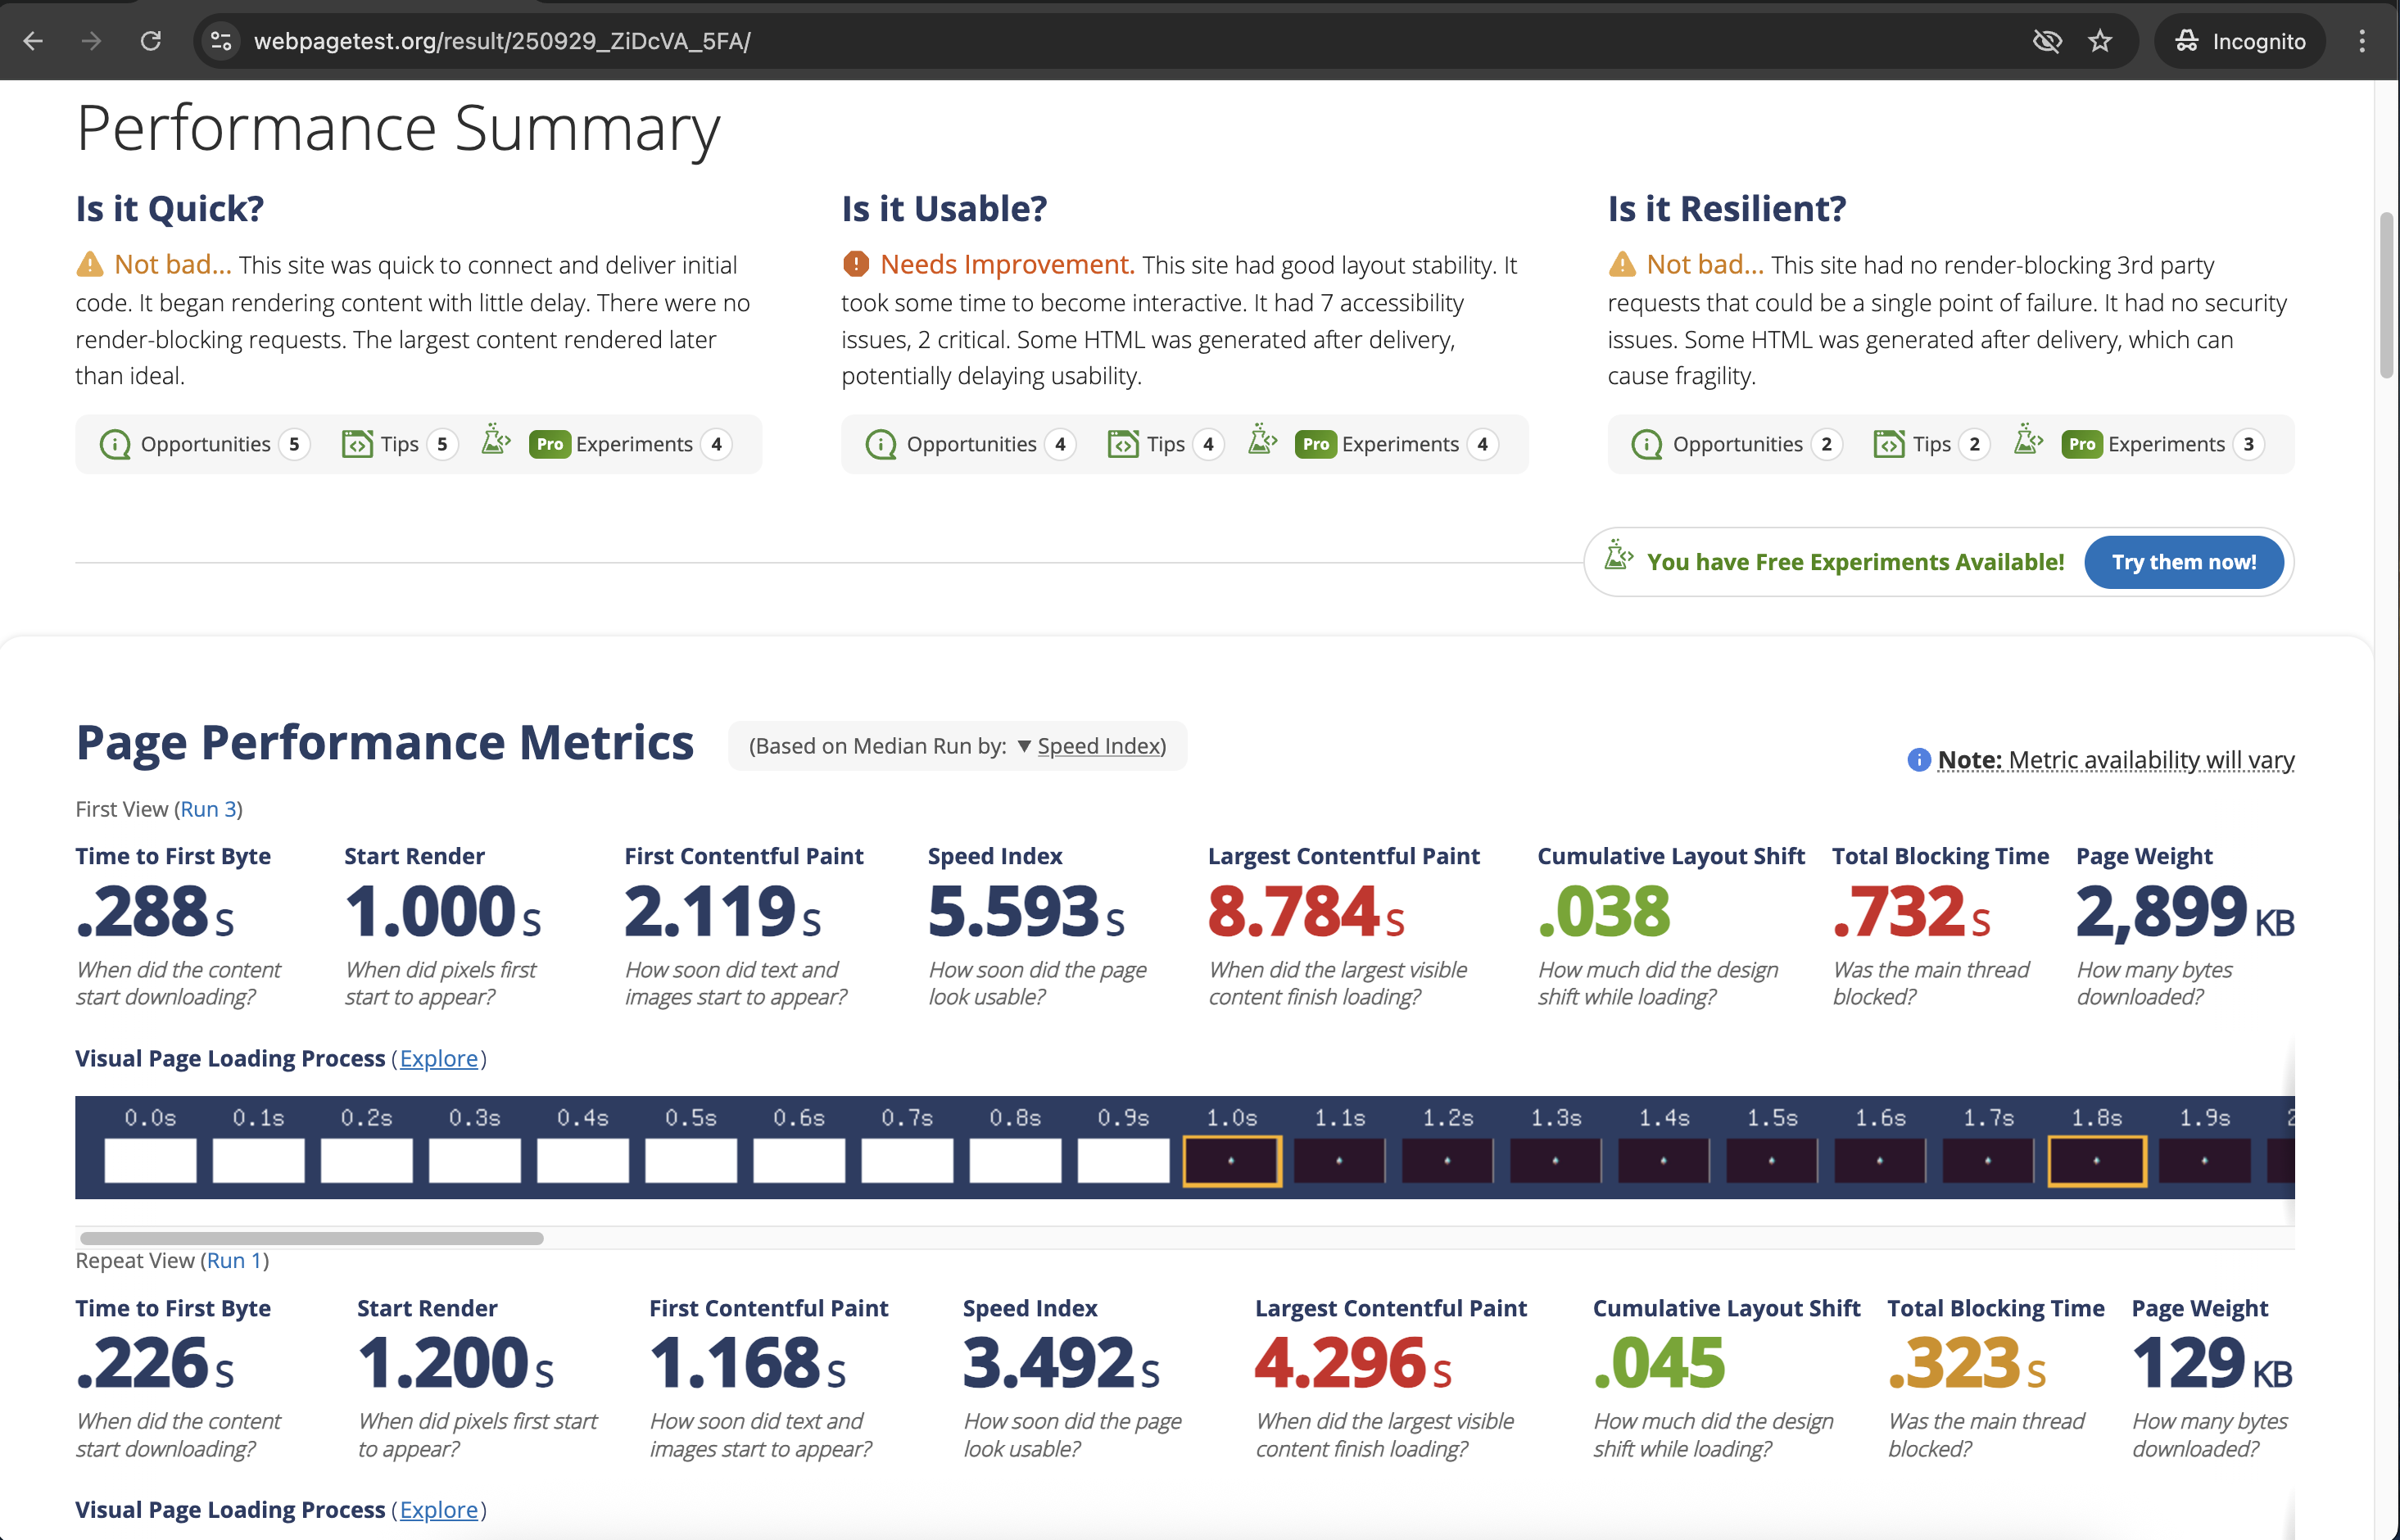 webpagetest.org/result/250929_ZiDcVA_5FA/
Incognito
Performance Summary
Is it Quick?
Not bad... This site was quick to connect and deliver initial
code. It began rendering content with little delay. There were no
render-blocking requests. The largest content rendered later
than ideal.
Opportunities 5 Tips 5 Pro Experiments 4
Is it Usable?
Needs Improvement. This site had good layout stability. It
took some time to become interactive. It had 7 accessibility
issues, 2 critical. Some HTML was generated after delivery,
potentially delaying usability.
Opportunities 4 Tips 4 Pro Experiments 4
Is it Resilient?
Not bad... This site had no render-blocking 3rd party
requests that could be a single point of failure. It had no security
issues. Some HTML was generated after delivery, which can
cause fragility.
Opportunities 2 Tips 2 Pro Experiments 3
You have Free Experiments Available! Try them now!
Page Performance Metrics (Based on Median Run by: ▼ Speed Index)
Note: Metric availability will vary
First View (Run 3)
Time to First Byte
.288 s
When did the content
start downloading?
Start Render
1.000 s
When did pixels first
start to appear?
First Contentful Paint
2.119 s
How soon did text and
images start to appear?
Speed Index
5.593 s
How soon did the page
look usable?
Largest Contentful Paint
8.784 s
When did the largest visible
content finish loading?
Cumulative Layout Shift
.038
How much did the design
shift while loading?
Total Blocking Time
.732 s
Was the main thread
blocked?
Page Weight
2,899 KB
How many bytes
downloaded?
Visual Page Loading Process (Explore)
0.0s 0.1s 0.2s 0.3s 0.4s 0.5s 0.6s 0.7s 0.8s 0.9s 1.0s 1.1s 1.2s 1.3s 1.4s 1.5s 1.6s 1.7s 1.8s 1.9s 2
Repeat View (Run 1)
Time to First Byte
.226 s
When did the content
start downloading?
Start Render
1.200 s
When did pixels first start
to appear?
First Contentful Paint
1.168 s
How soon did text and
images start to appear?
Speed Index
3.492 s
How soon did the page
look usable?
Largest Contentful Paint
4.296 s
When did the largest visible
content finish loading?
Cumulative Layout Shift
.045
How much did the design
shift while loading?
Total Blocking Time
.323 s
Was the main thread
blocked?
Page Weight
129 KB
How many bytes
downloaded?
Visual Page Loading Process (Explore)